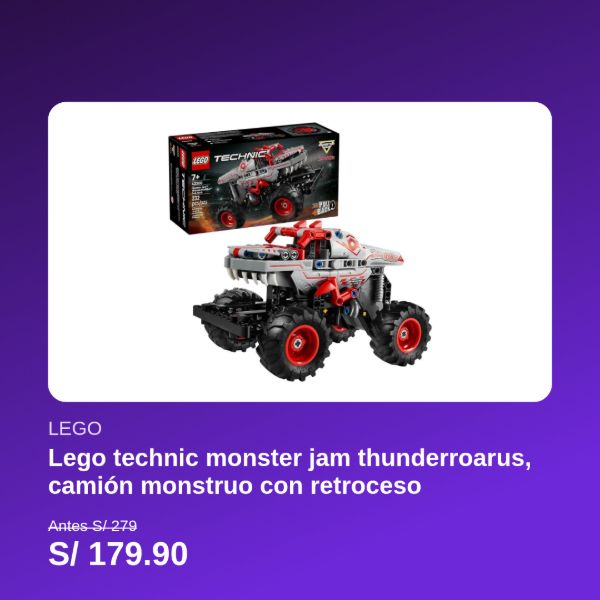 LEGO
TECHNIC
7+
LEGO
Lego technic monster jam thunderroarus,
camión monstruo con retroceso
Antes S/ 279
S/ 179.90